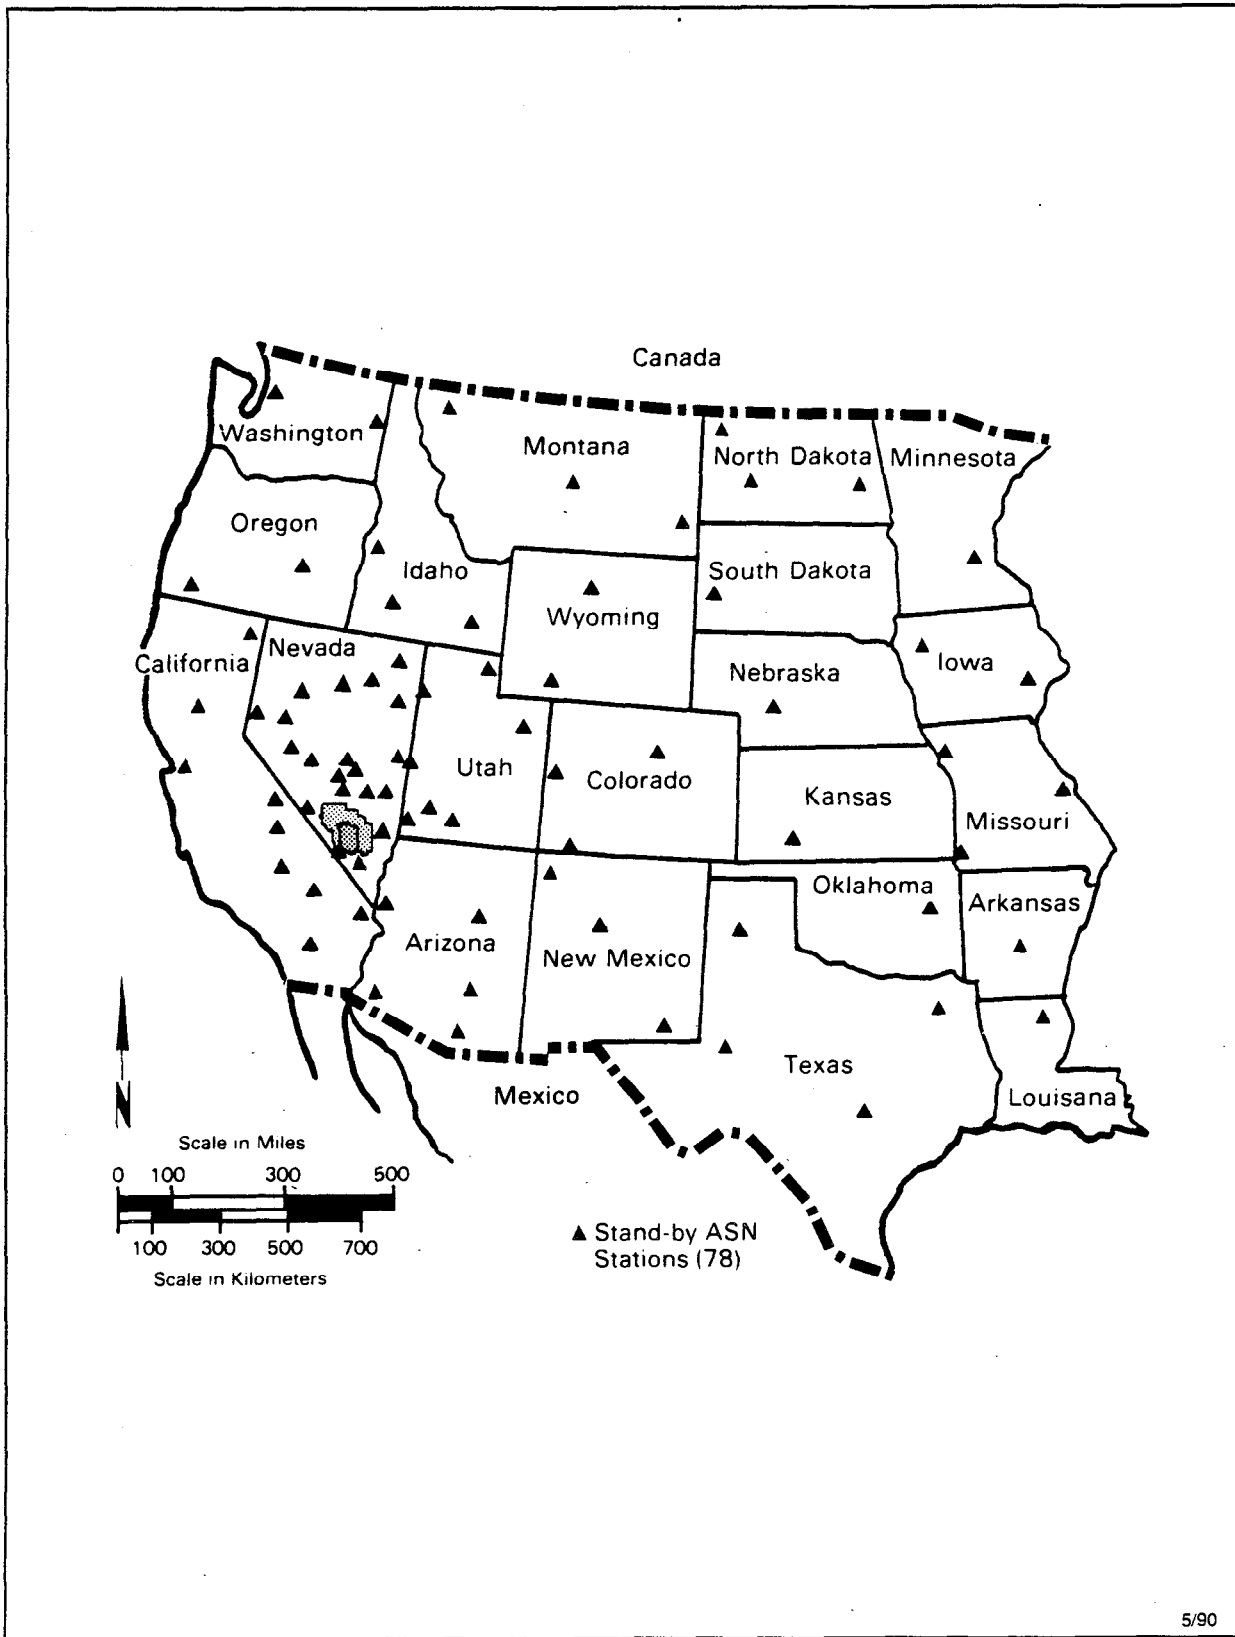 Canada
Washington
Montana
North Dakota
Minnesota
Oregon
Idaho
South Dakota
Wyoming
Nevada
California
Nebraska
Iowa
Utah
Colorado
Kansas
Missouri
Oklahoma
Arkansas
Arizona
New Mexico
Texas
Mexico
Louisana
N
Scale in Miles
0 100 300 500
100 300 500 700
Scale in Kilometers
▲ Stand-by ASN
Stations (78)
5/90